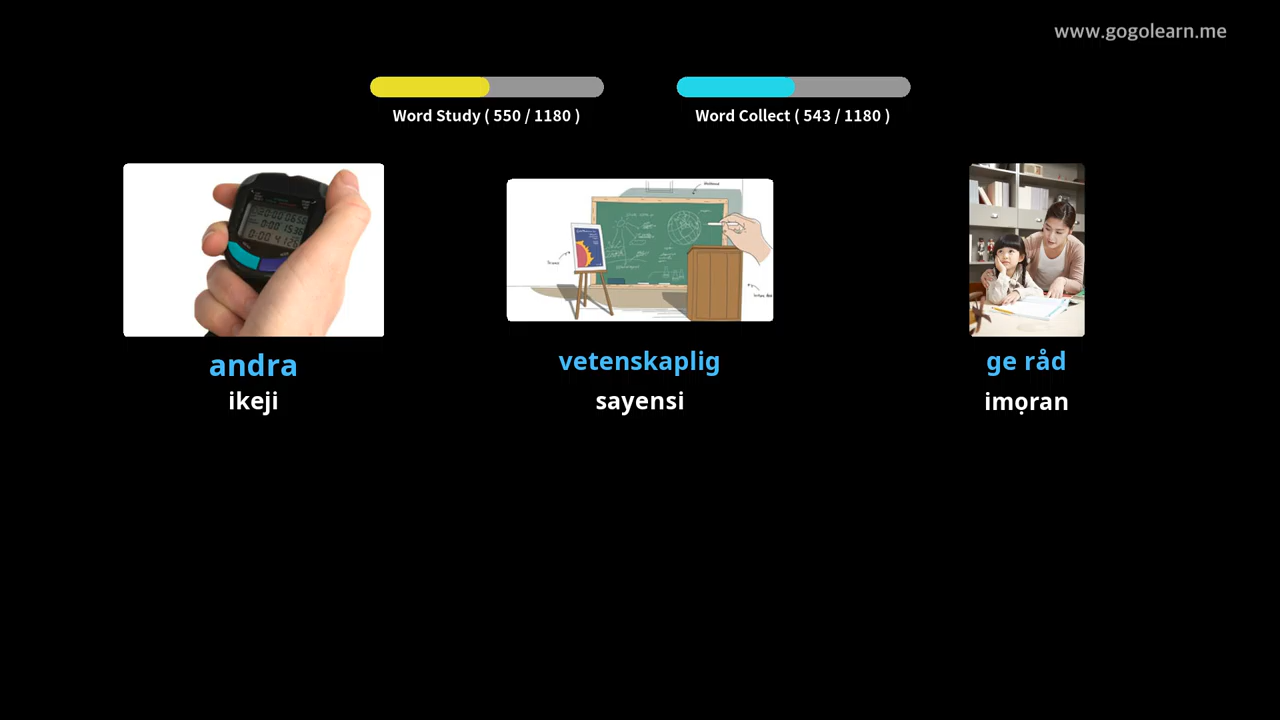 www.gogolearn.me
Word Study ( 550 / 1180 )
Word Collect ( 543 / 1180 )
andra
vetenskaplig
ge råd
ikeji
sayensi
imọran